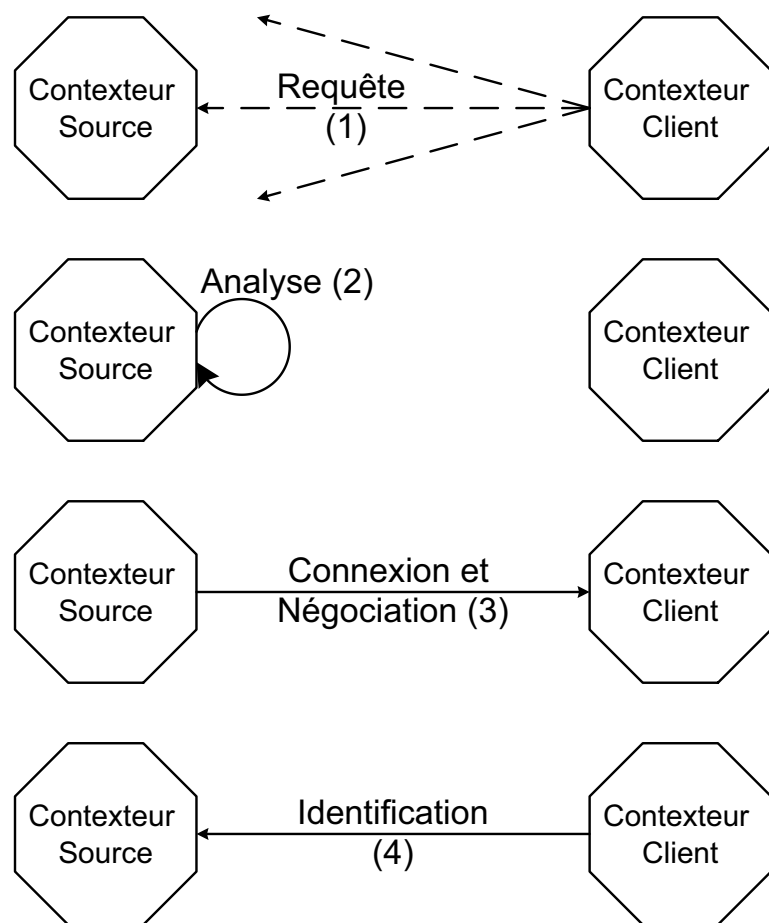 Contexteur
Source
Requête
(1)
Contexteur
Client
Analyse (2)
Contexteur
Source
Contexteur
Client
Contexteur
Source
Connexion et
Négociation (3)
Contexteur
Client
Contexteur
Source
Identification
(4)
Contexteur
Client